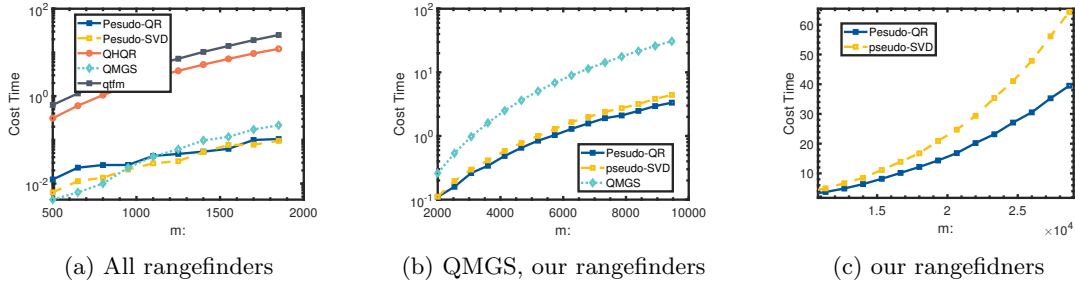 10^2
10^0
10^-2
Cost Time
Pesudo-QR
Pesudo-SVD
QHQR
QMGS
qtfm
500
1000
1500
2000
m:
(a) All rangefinders
10^2
10^1
10^0
10^-1
Cost Time
Pesudo-QR
pseudo-SVD
QMGS
2000
4000
6000
8000
10000
m:
(b) QMGS, our rangefinders
60
50
40
30
20
10
Cost Time
Pesudo-QR
pseudo-SVD
1.5
2
2.5
×10^4
m:
(c) our rangefidners